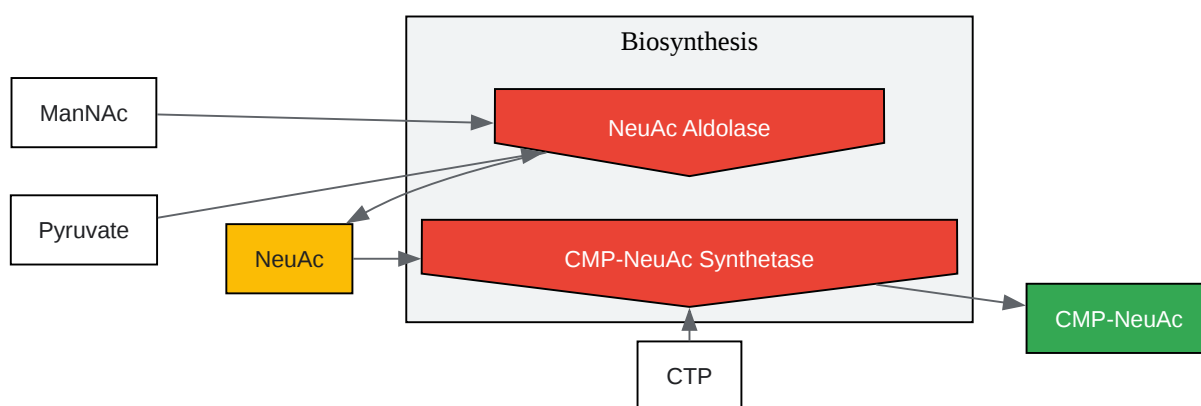 Biosynthesis
ManNAc
NeuAc Aldolase
Pyruvate
NeuAc
CMP-NeuAc Synthetase
CMP-NeuAc
CTP